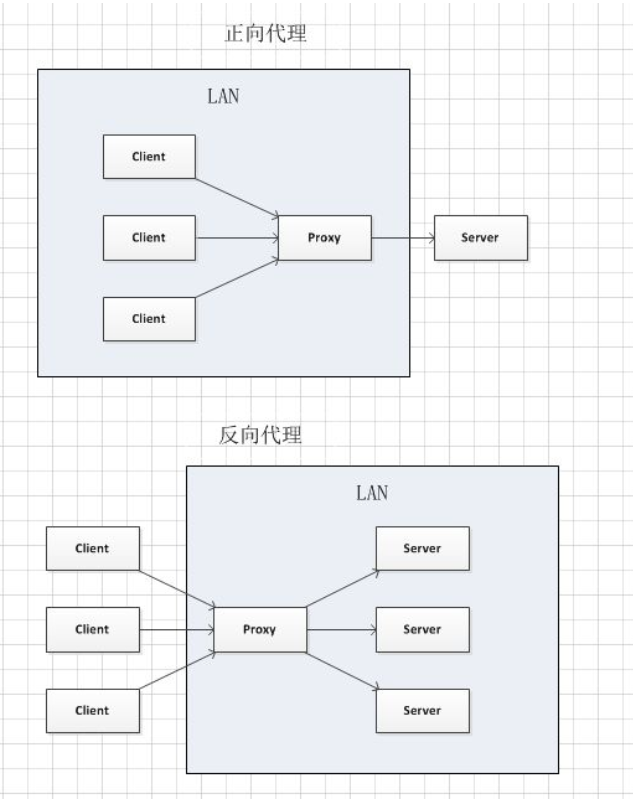 正向代理
LAN
Client
Client
Proxy
Server
Client
反向代理
LAN
Client
Server
Client
Proxy
Server
Client
Server